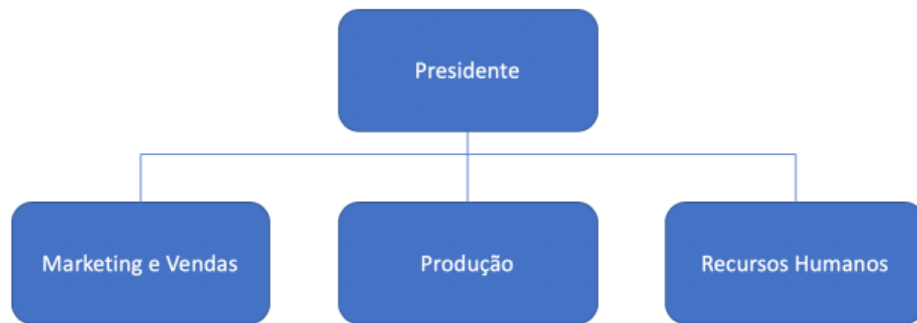 Presidente
Marketing e Vendas
Produção
Recursos Humanos